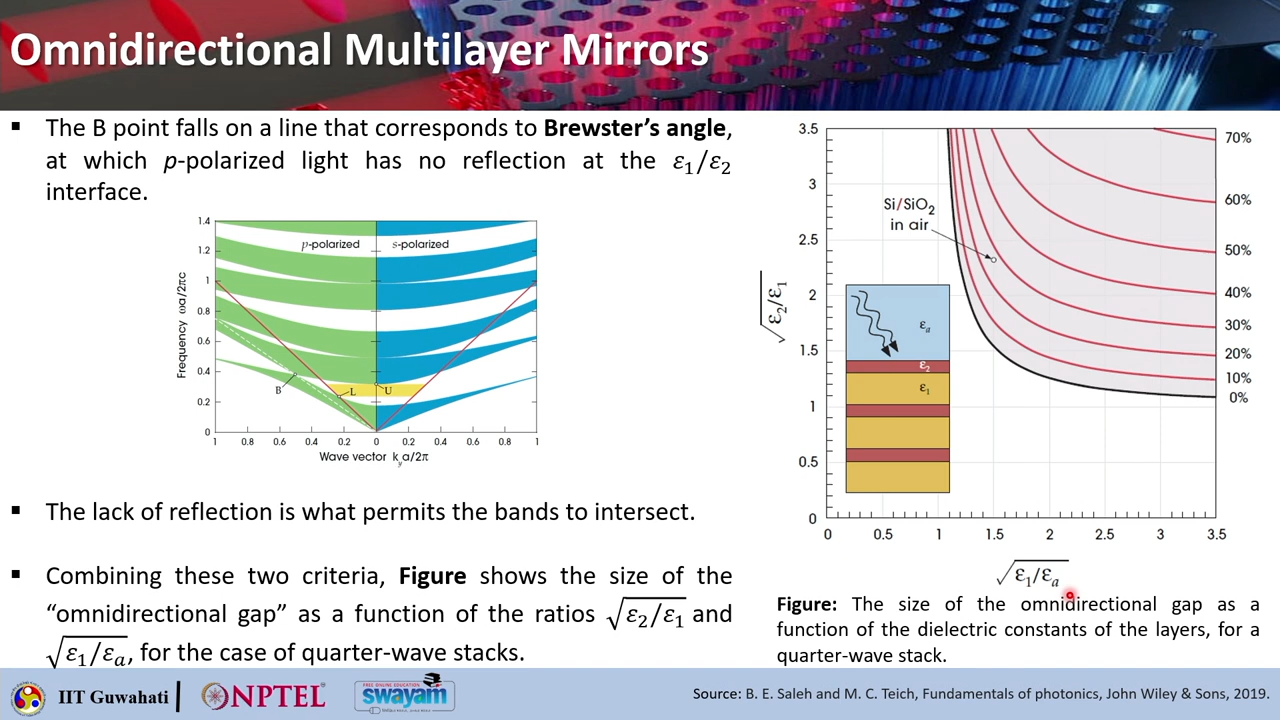 Omnidirectional Multilayer Mirrors
▪ The B point falls on a line that corresponds to Brewster's angle,
at which p-polarized light has no reflection at the ε₁/ε₂
interface.
1.4
1.2
1
0.8
0.6
0.4
0.2
0
Frequency ωa/2πc
p-polarized
s-polarized
B
L
U
1 0.8 0.6 0.4 0.2 0 0.2 0.4 0.6 0.8 1
Wave vector k_y a/2π
▪ The lack of reflection is what permits the bands to intersect.
▪ Combining these two criteria, Figure shows the size of the
"omnidirectional gap" as a function of the ratios √ε₂/ε₁ and
√ε₁/εₐ, for the case of quarter-wave stacks.
3.5
3
2.5
2
1.5
1
0.5
0
√ε₂/ε₁
Si/SiO₂
in air
εₐ
ε₂
ε₁
70%
60%
50%
40%
30%
20%
10%
0%
0 0.5 1 1.5 2 2.5 3 3.5
√ε₁/εₐ
Figure: The size of the omnidirectional gap as a
function of the dielectric constants of the layers, for a
quarter-wave stack.
IIT Guwahati
NPTEL
FREE ONLINE EDUCATION
swayam
Source: B. E. Saleh and M. C. Teich, Fundamentals of photonics, John Wiley & Sons, 2019.